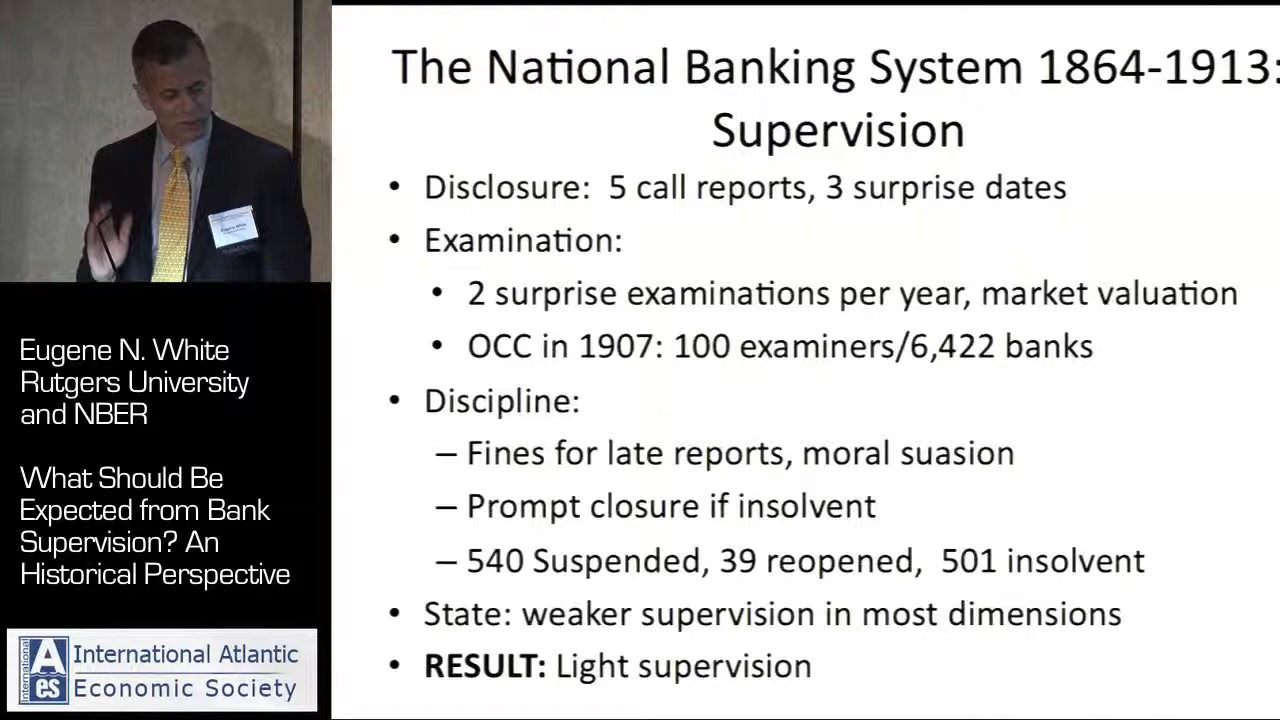 The National Banking System 1864-1913:
Supervision
• Disclosure: 5 call reports, 3 surprise dates
• Examination:
• 2 surprise examinations per year, market valuation
• OCC in 1907: 100 examiners/6,422 banks
• Discipline:
– Fines for late reports, moral suasion
– Prompt closure if insolvent
– 540 Suspended, 39 reopened, 501 insolvent
• State: weaker supervision in most dimensions
• RESULT: Light supervision
Eugene N. White
Rutgers University
and NBER
What Should Be
Expected from Bank
Supervision? An
Historical Perspective
International
A
es
International Atlantic
Economic Society